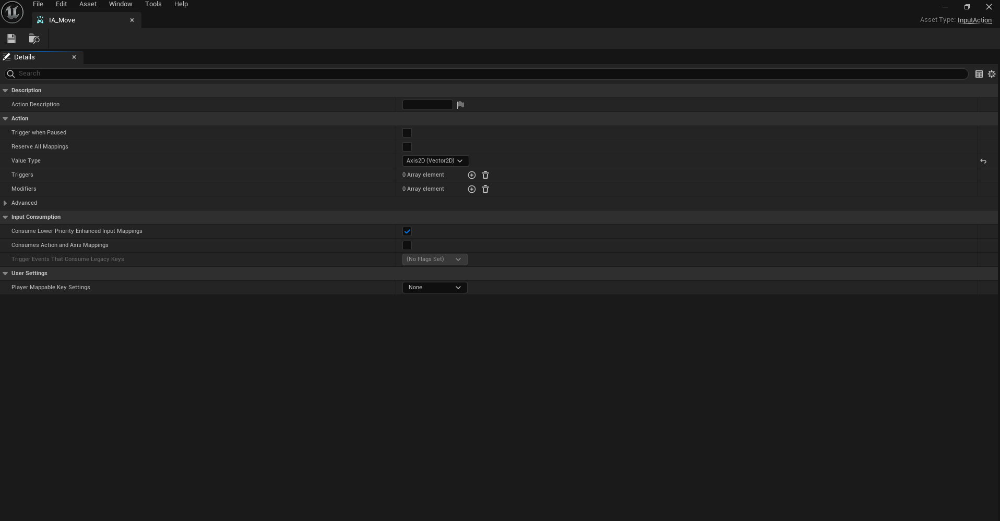 File Edit Asset Window Tools Help
IA_Move
Asset Type: InputAction
Details
Search
Description
Action Description
Action
Trigger when Paused
Reserve All Mappings
Value Type Axis2D (Vector2D)
Triggers 0 Array element
Modifiers 0 Array element
Advanced
Input Consumption
Consume Lower Priority Enhanced Input Mappings
Consumes Action and Axis Mappings
Trigger Events That Consume Legacy Keys (No Flags Set)
User Settings
Player Mappable Key Settings None